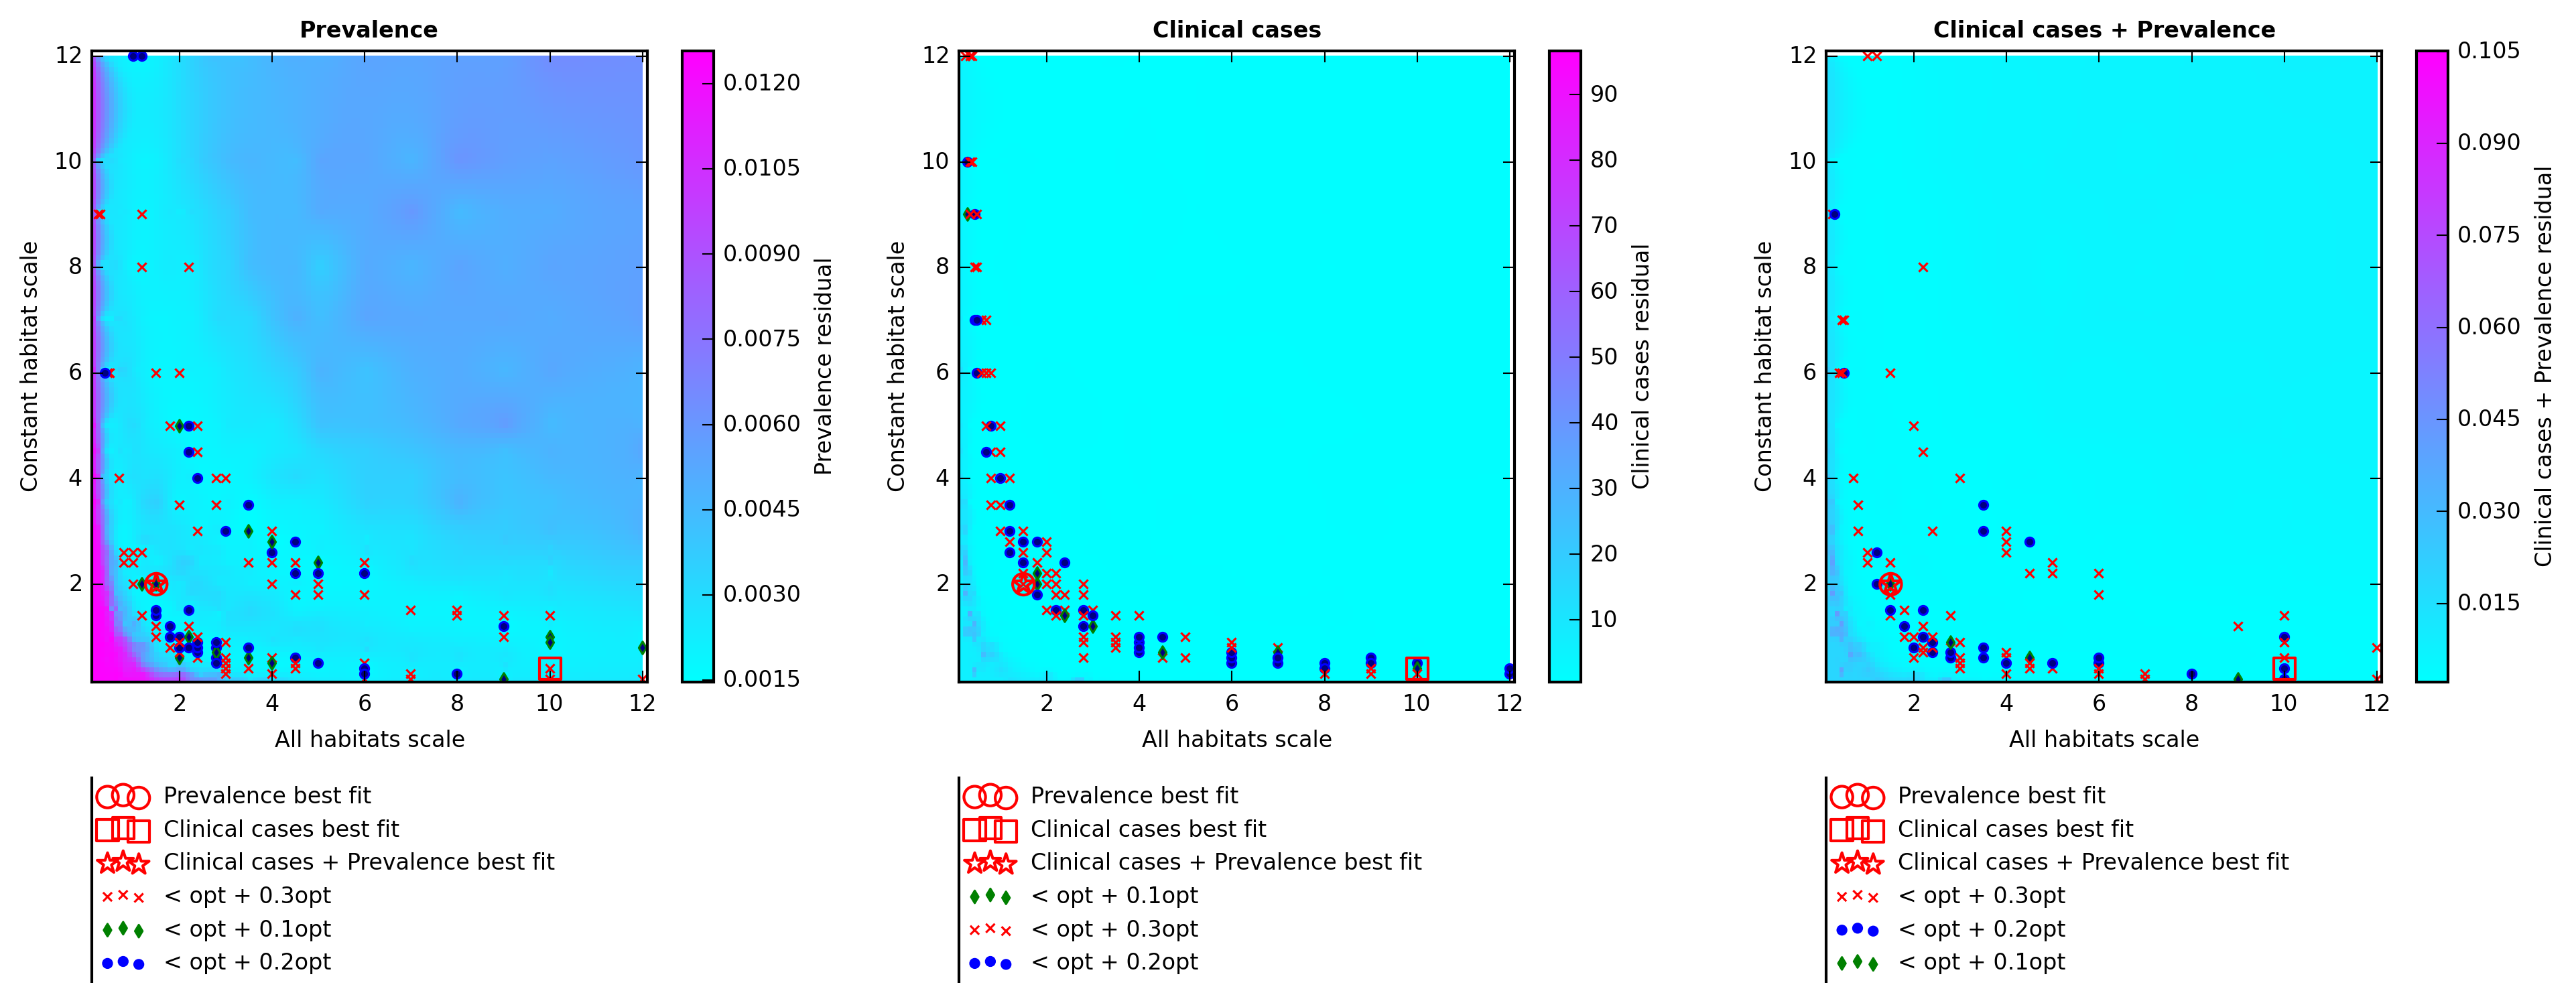 Prevalence
Clinical cases
Clinical cases + Prevalence
12
10
8
6
4
2
Constant habitat scale
2 4 6 8 10 12
All habitats scale
0.0120
0.0105
0.0090
0.0075
0.0060
0.0045
0.0030
0.0015
Prevalence residual
12
10
8
6
4
2
Constant habitat scale
2 4 6 8 10 12
All habitats scale
90
80
70
60
50
40
30
20
10
Clinical cases residual
12
10
8
6
4
2
Constant habitat scale
2 4 6 8 10 12
All habitats scale
0.105
0.090
0.075
0.060
0.045
0.030
0.015
Clinical cases + Prevalence residual
Prevalence best fit
Clinical cases best fit
Clinical cases + Prevalence best fit
< opt + 0.3opt
< opt + 0.1opt
< opt + 0.2opt
Prevalence best fit
Clinical cases best fit
Clinical cases + Prevalence best fit
< opt + 0.1opt
< opt + 0.3opt
< opt + 0.2opt
Prevalence best fit
Clinical cases best fit
Clinical cases + Prevalence best fit
< opt + 0.3opt
< opt + 0.2opt
< opt + 0.1opt